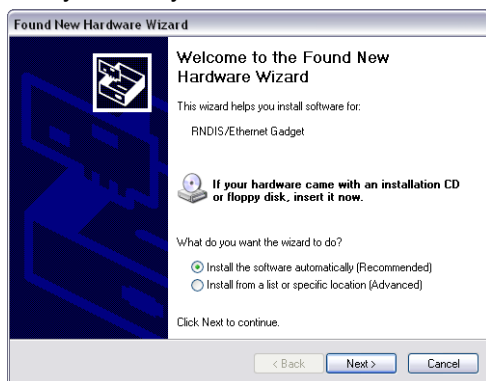 Found New Hardware Wizard
Welcome to the Found New
Hardware Wizard
This wizard helps you install software for:
RNDIS/Ethernet Gadget
If your hardware came with an installation CD
or floppy disk, insert it now.
What do you want the wizard to do?
Install the software automatically (Recommended)
Install from a list or specific location (Advanced)
Click Next to continue.
< Back Next > Cancel